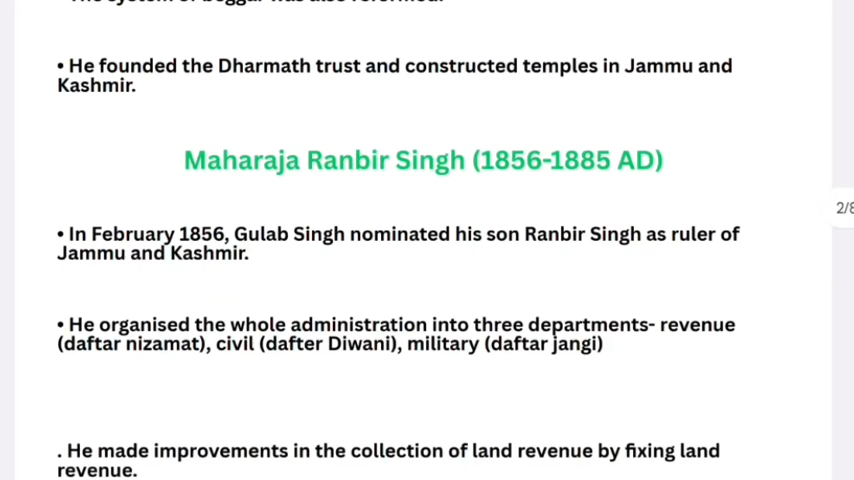 • He founded the Dharmath trust and constructed temples in Jammu and
Kashmir.
Maharaja Ranbir Singh (1856-1885 AD)
• In February 1856, Gulab Singh nominated his son Ranbir Singh as ruler of
Jammu and Kashmir.
2/8
• He organised the whole administration into three departments- revenue
(daftar nizamat), civil (dafter Diwani), military (daftar jangi)
. He made improvements in the collection of land revenue by fixing land
revenue.